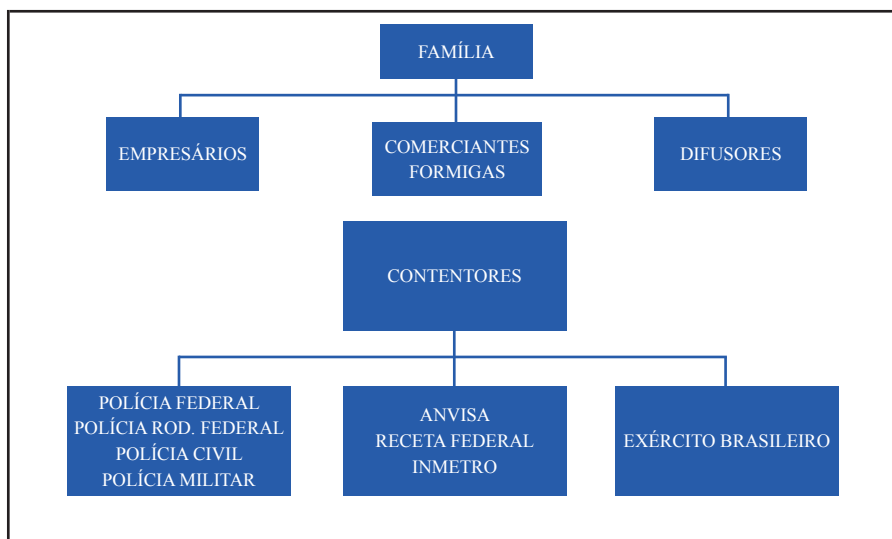 FAMÍLIA
EMPRESÁRIOS
COMERCIANTES
FORMIGAS
DIFUSORES
CONTENTORES
POLÍCIA FEDERAL
POLÍCIA ROD. FEDERAL
POLÍCIA CIVIL
POLÍCIA MILITAR
ANVISA
RECETA FEDERAL
INMETRO
EXÉRCITO BRASILEIRO